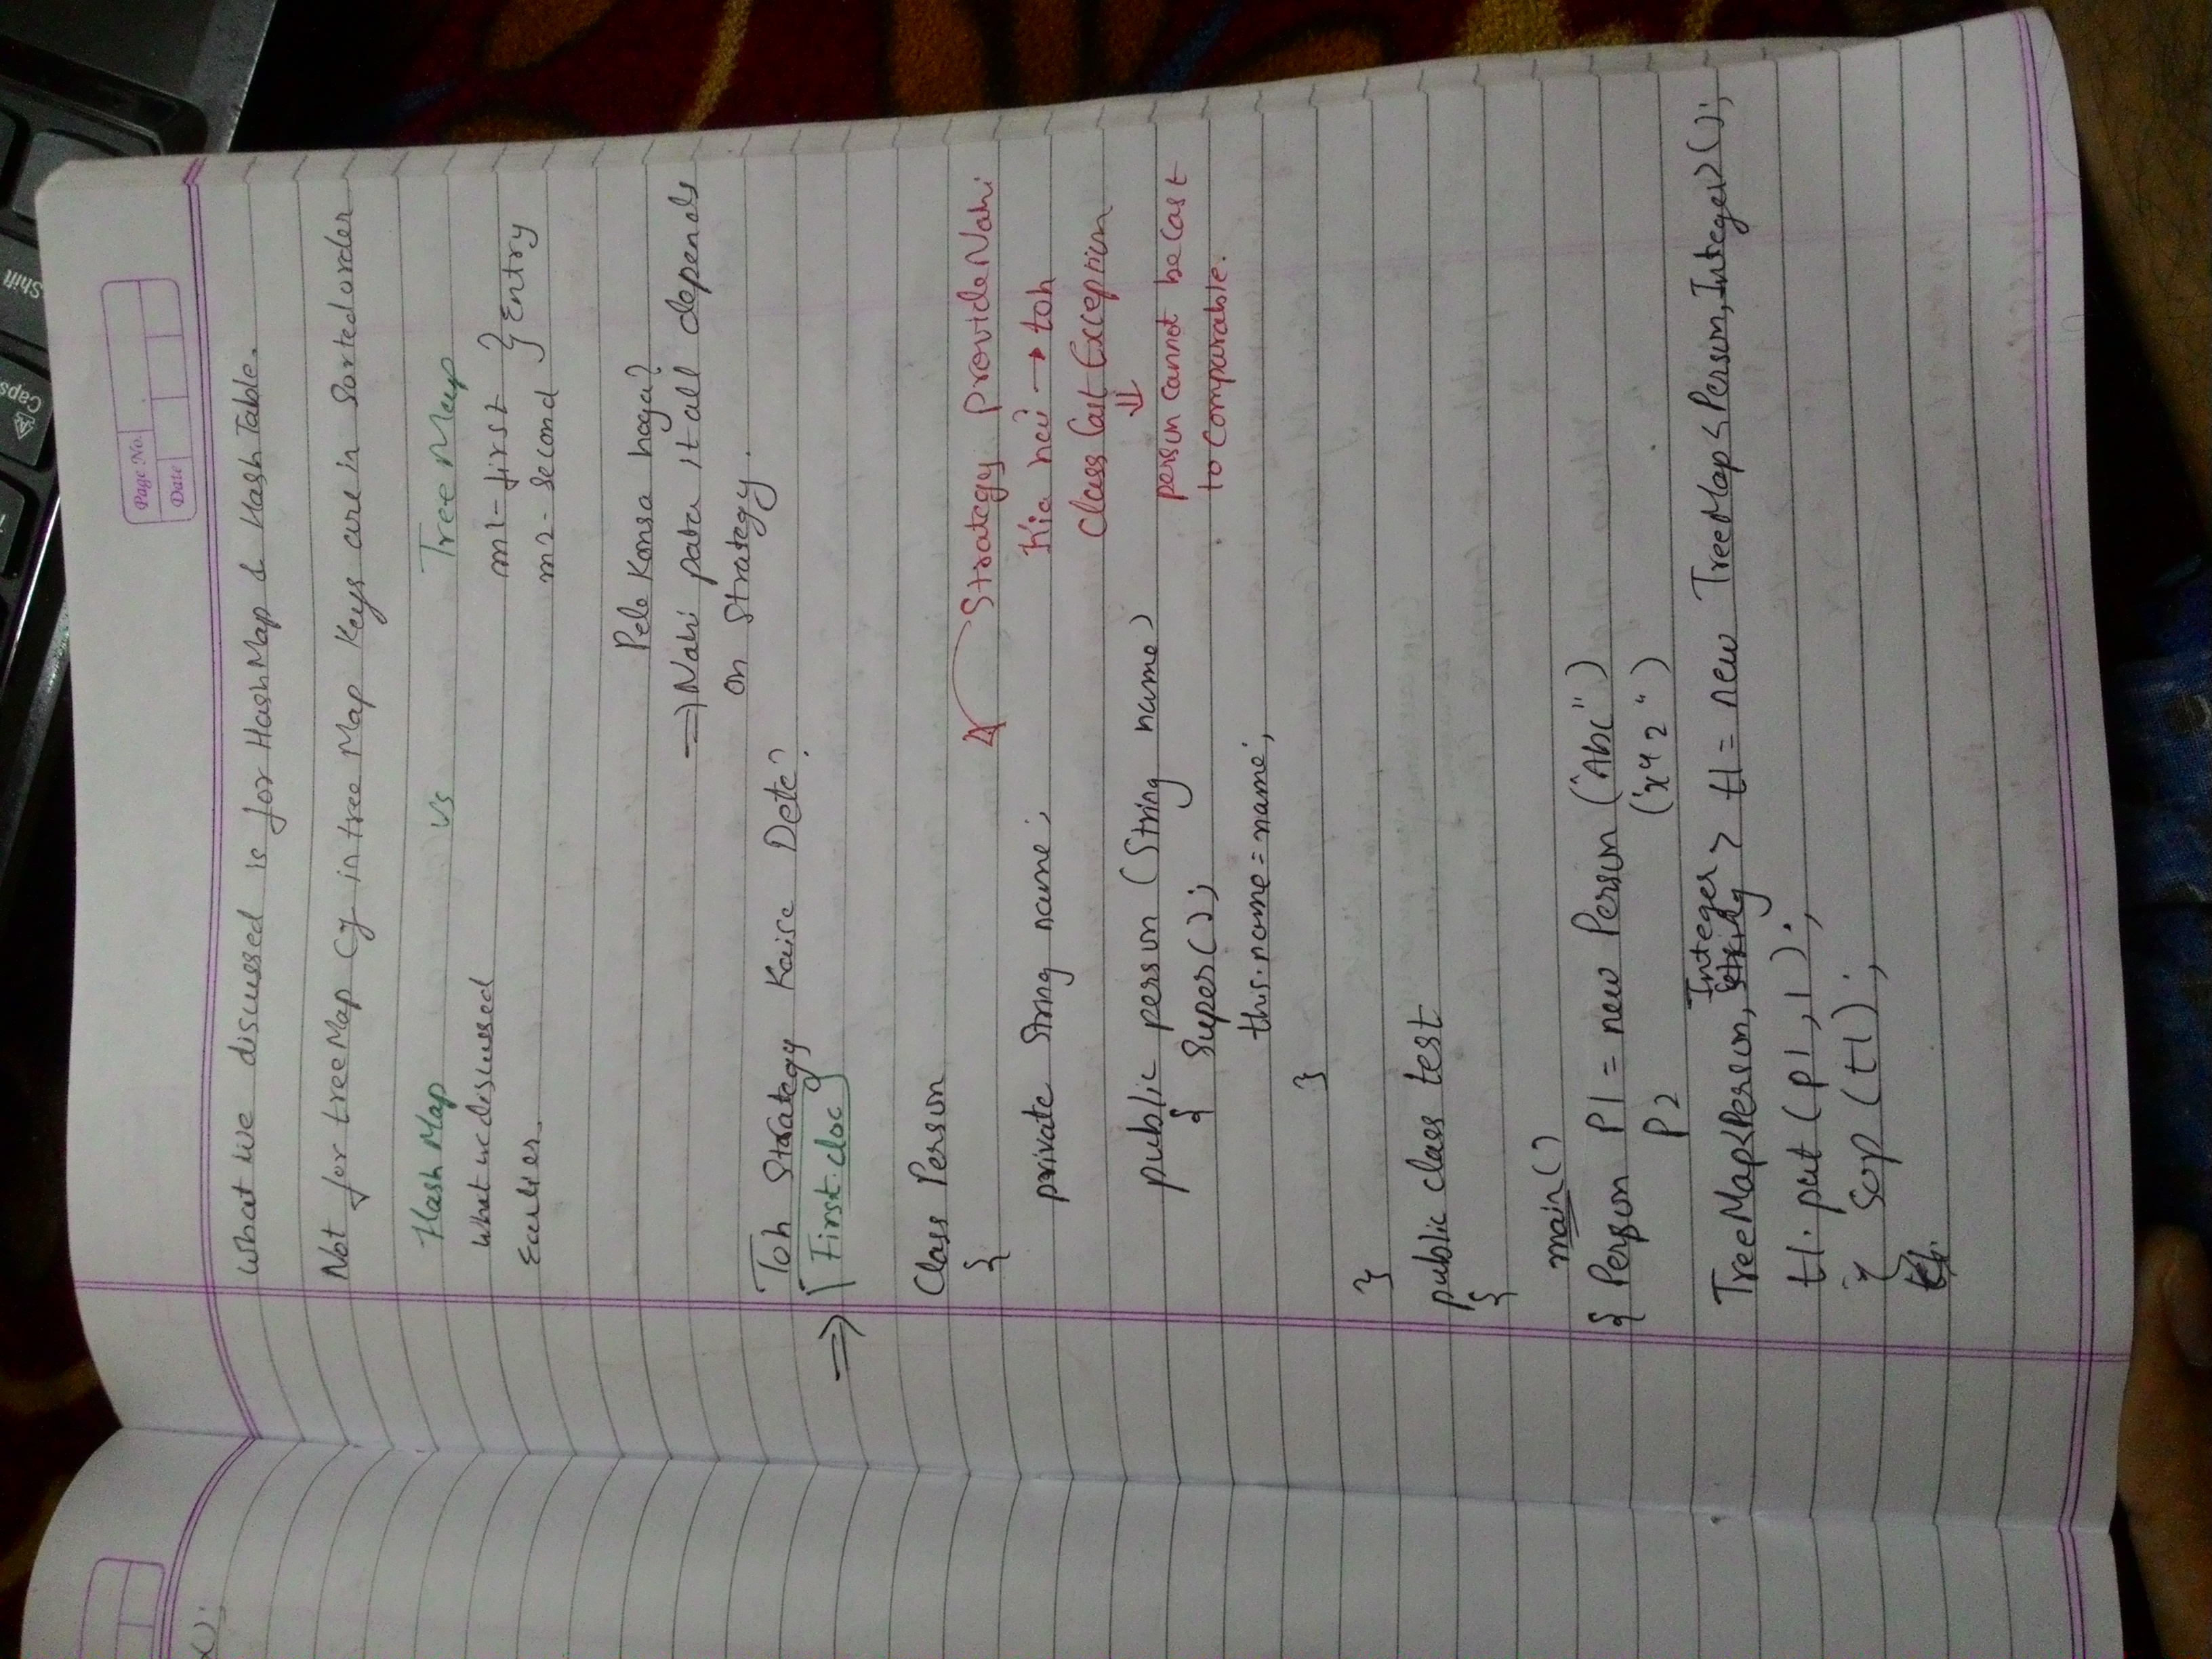 Caps
Shift
Page No.
Date
What we discussed is for HashMap & Hash Table.
Not for treeMap Cz in tree Map Keys are in Sorted order
Hash Map Vs Tree Map
What we discussed
Earlier.
m1 - first
m2 - Second
} Entry
Pele Konsa hoga?
=> Nahi pata it all depends
on Strategy.
Toh Strategy Kaise Dete?
=> [First.doc]
Class Person
{
Strategy provide Nahi
Kia hai → toh
Class Cast Exception
⇓
person cannot be cast
to Comparable.
private String name;
public person (String name)
{ Super();
this.name = name;
}
}
public class test
{
main()
{ Person P1 = new Person ("Abc")
P2 ("xyz")
TreeMap<Person, Integer> t1 = new TreeMap<Person, Integer>();
t1.put(p1,1);
} sop(t1);
}